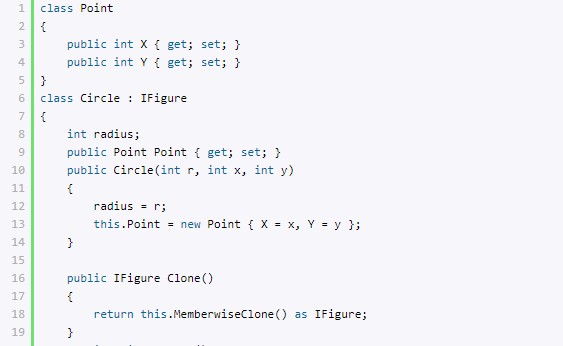 1 class Point
2 {
3     public int X { get; set; }
4     public int Y { get; set; }
5 }
6 class Circle : IFigure
7 {
8     int radius;
9     public Point Point { get; set; }
10     public Circle(int r, int x, int y)
11     {
12         radius = r;
13         this.Point = new Point { X = x, Y = y };
14     }
15
16     public IFigure Clone()
17     {
18         return this.MemberwiseClone() as IFigure;
19     }